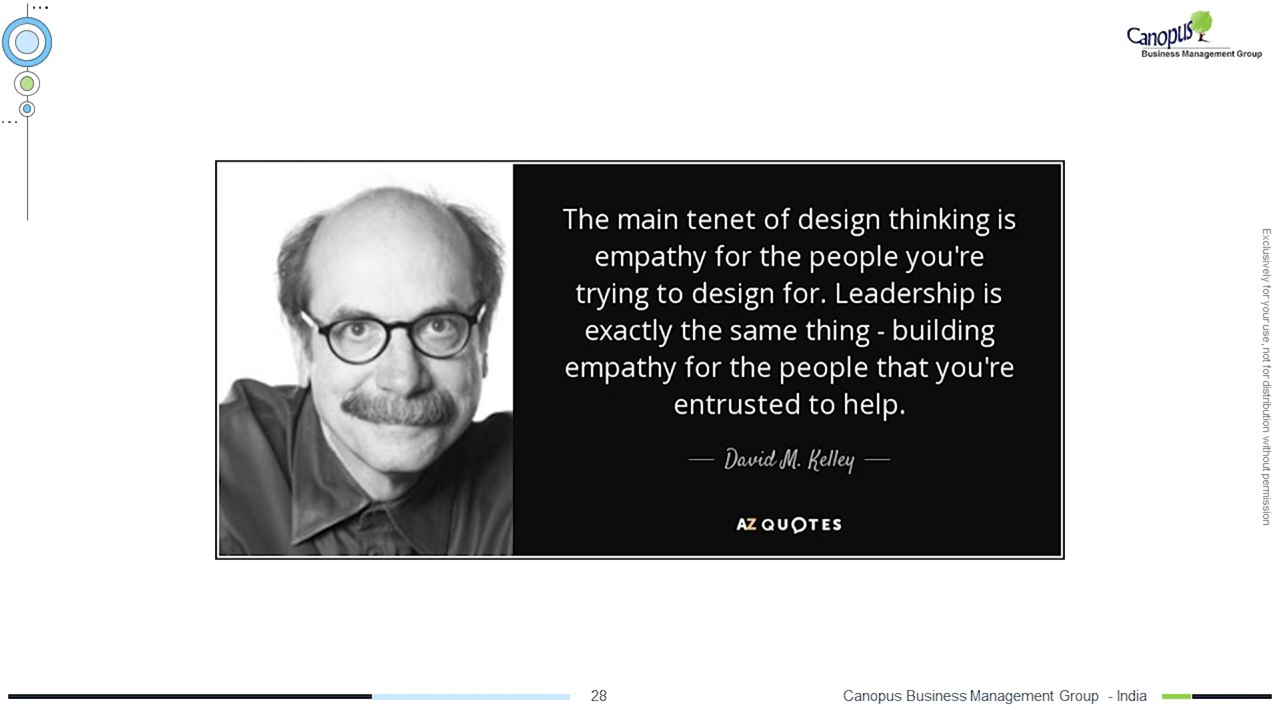 Canopus
Business Management Group
The main tenet of design thinking is
empathy for the people you're
trying to design for. Leadership is
exactly the same thing - building
empathy for the people that you're
entrusted to help.
David M. Kelley
AZ QUOTES
Exclusively for your use, not for distribution without permission
28
Canopus Business Management Group - India